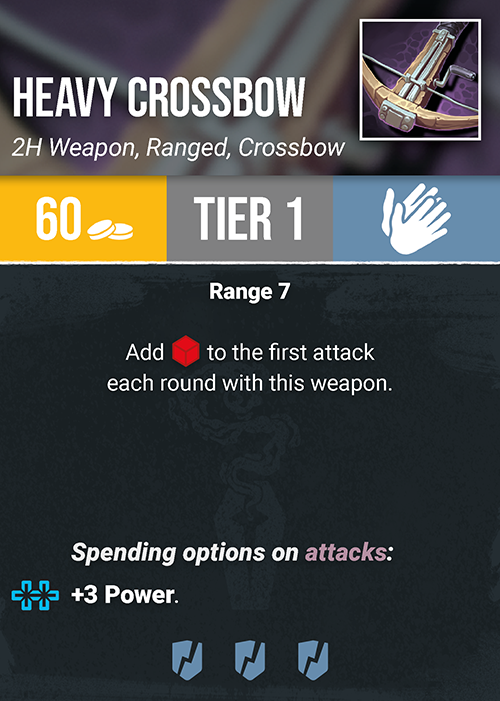 HEAVY CROSSBOW
2H Weapon, Ranged, Crossbow
60 TIER 1
Range 7
Add to the first attack
each round with this weapon.
Spending options on attacks:
+3 Power.